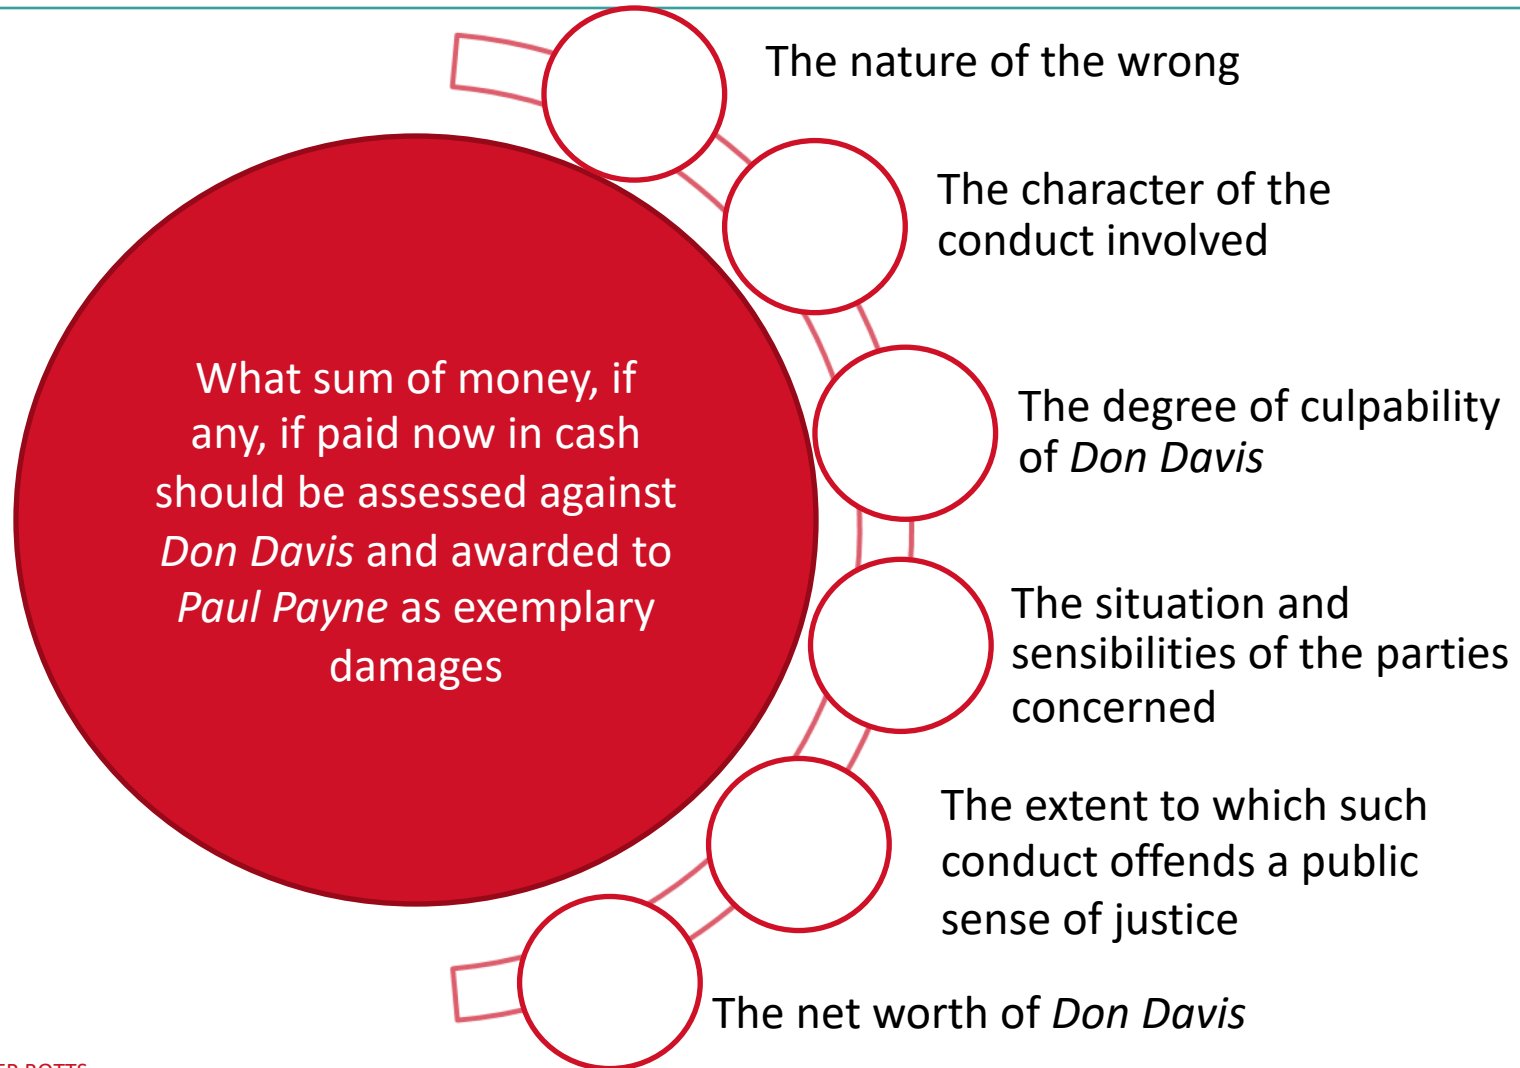 The nature of the wrong
The character of the
conduct involved
What sum of money, if
any, if paid now in cash
should be assessed against
Don Davis and awarded to
Paul Payne as exemplary
damages
The degree of culpability
of Don Davis
The situation and
sensibilities of the parties
concerned
The extent to which such
conduct offends a public
sense of justice
The net worth of Don Davis